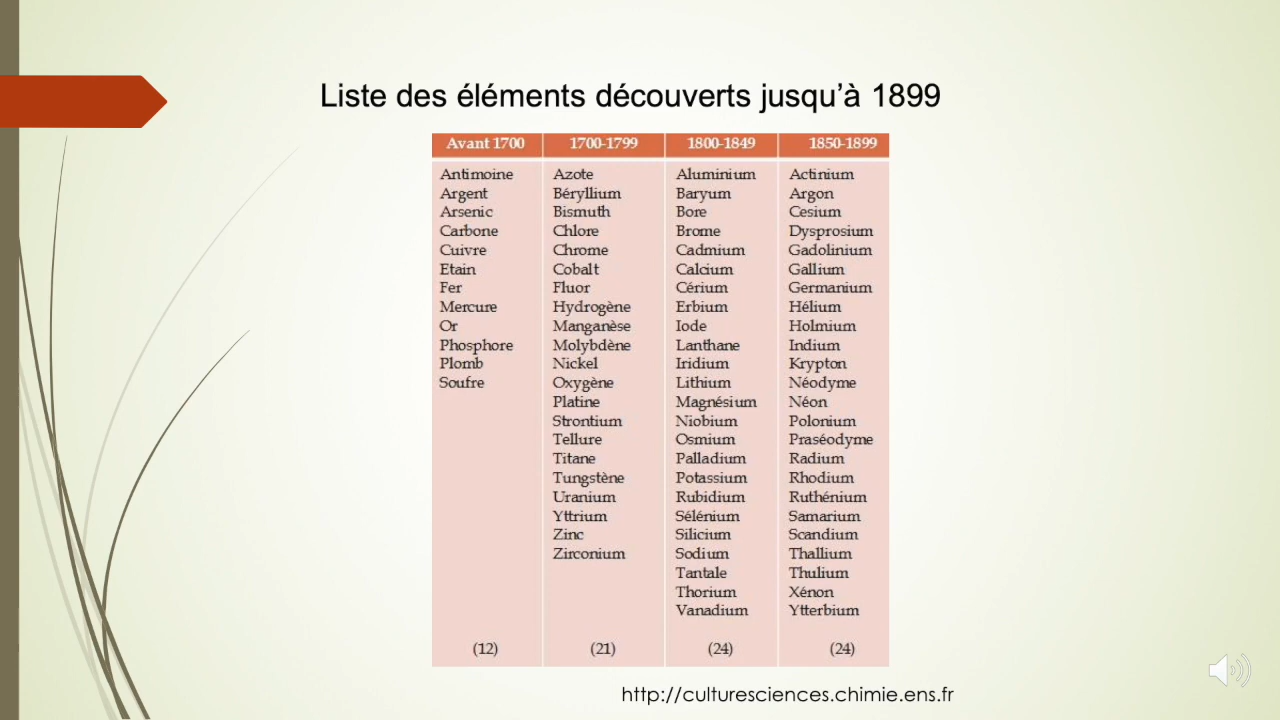 Liste des éléments découverts jusqu’à 1899
Avant 1700 1700-1799 1800-1849 1850-1899
Antimoine Azote Aluminium Actinium
Argent Béryllium Baryum Argon
Arsenic Bismuth Bore Cesium
Carbone Chlore Brome Dysprosium
Cuivre Chrome Cadmium Gadolinium
Etain Cobalt Calcium Gallium
Fer Fluor Cérium Germanium
Mercure Hydrogène Erbium Hélium
Or Manganèse Iode Holmium
Phosphore Molybdène Lanthane Indium
Plomb Nickel Iridium Krypton
Soufre Oxygène Lithium Néodyme
Platine Magnésium Néon
Strontium Niobium Polonium
Tellure Osmium Praséodyme
Titane Palladium Radium
Tungstène Potassium Rhodium
Uranium Rubidium Ruthénium
Yttrium Sélénium Samarium
Zinc Silicium Scandium
Zirconium Sodium Thallium
Tantale Thulium
Thorium Xénon
Vanadium Ytterbium
(12) (21) (24) (24)
http://culturesciences.chimie.ens.fr